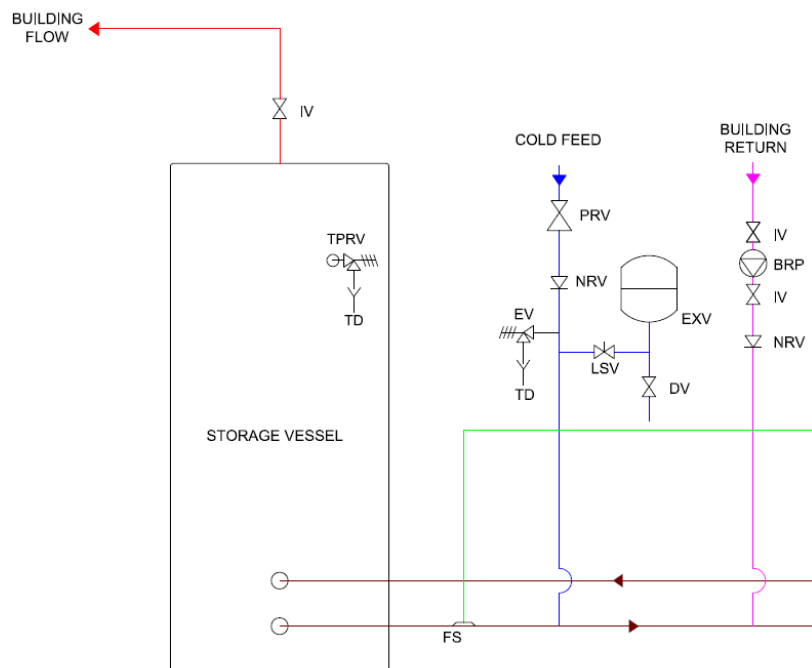 BUILDING
FLOW
IV
COLD FEED
BUILDING
RETURN
PRV
IV
TPRV
BRP
NRV
IV
EV
EXV
TD
NRV
LSV
TD
DV
STORAGE VESSEL
FS